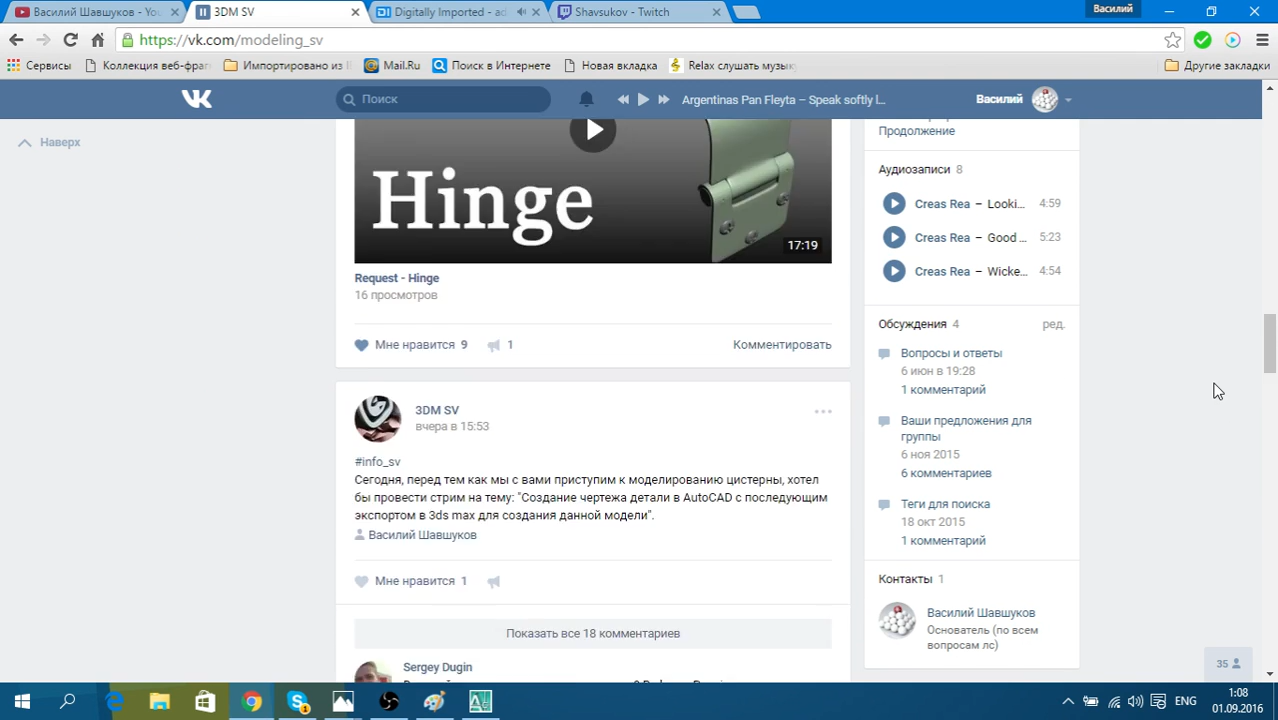 Василий Шавшуков - You
3DM SV
Digitally Imported - ad
Shavsukov - Twitch
Василий
https://vk.com/modeling_sv
Сервисы
Коллекция веб-фраг
Импортировано из I
Mail.Ru
Поиск в Интернете
Новая вкладка
Relax слушать музык
Другие закладки
Поиск
Argentinas Pan Fleyta – Speak softly l...
Василий
Наверх
Hinge
17:19
Request - Hinge
16 просмотров
Мне нравится 9
1
Комментировать
3DM SV
вчера в 15:53
#info_sv
Сегодня, перед тем как мы с вами приступим к моделированию цистерны, хотел
бы провести стрим на тему: "Создание чертежа детали в AutoCAD с последующим
экспортом в 3ds max для создания данной модели".
Василий Шавшуков
Мне нравится 1
Показать все 18 комментариев
Sergey Dugin
Продолжение
Аудиозаписи 8
Creas Rea – Looki... 4:59
Creas Rea – Good ... 5:23
Creas Rea – Wicke... 4:54
Обсуждения 4 ред.
Вопросы и ответы
6 июн в 19:28
1 комментарий
Ваши предложения для
группы
6 ноя 2015
6 комментариев
Теги для поиска
18 окт 2015
1 комментарий
Контакты 1
Василий Шавшуков
Основатель (по всем
вопросам лс)
35
ENG
1:08
01.09.2016